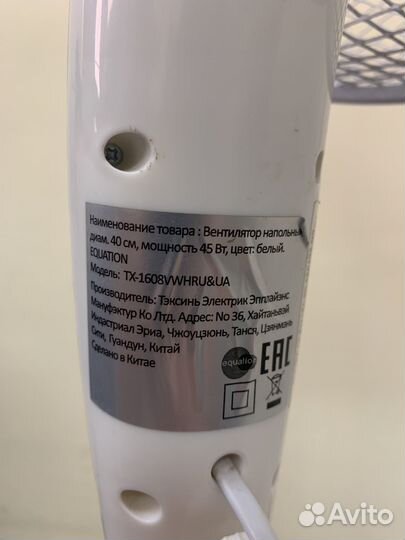 Наименование товара : Вентилятор напольный
диам. 40 см, мощность 45 Вт, цвет: белый.
EQUATION
Модель: TX-1608VWHRU&UA
Производитель: Тэксинь Электрик Эпплайэнс
Мануфэктур Ко Лтд. Адрес: No 36, Хайтаньвэй
Индастриал Эриа, Чжоуцзюнь, Танся, Цзянмынь
Сити, Гуандун, Китай
Сделано в Китае
equation
EAC
Avito